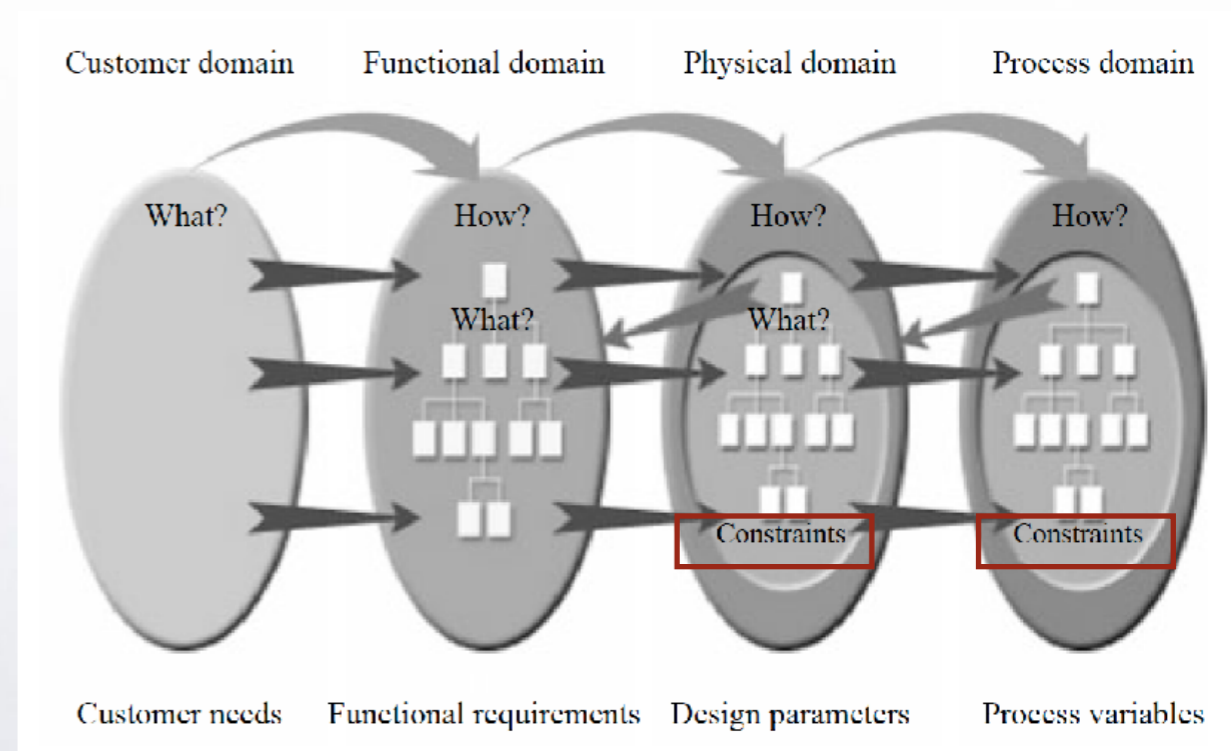 Customer domain Functional domain Physical domain Process domain
What? How? How? How?
What? What?
Constraints Constraints
Customer needs Functional requirements Design parameters Process variables